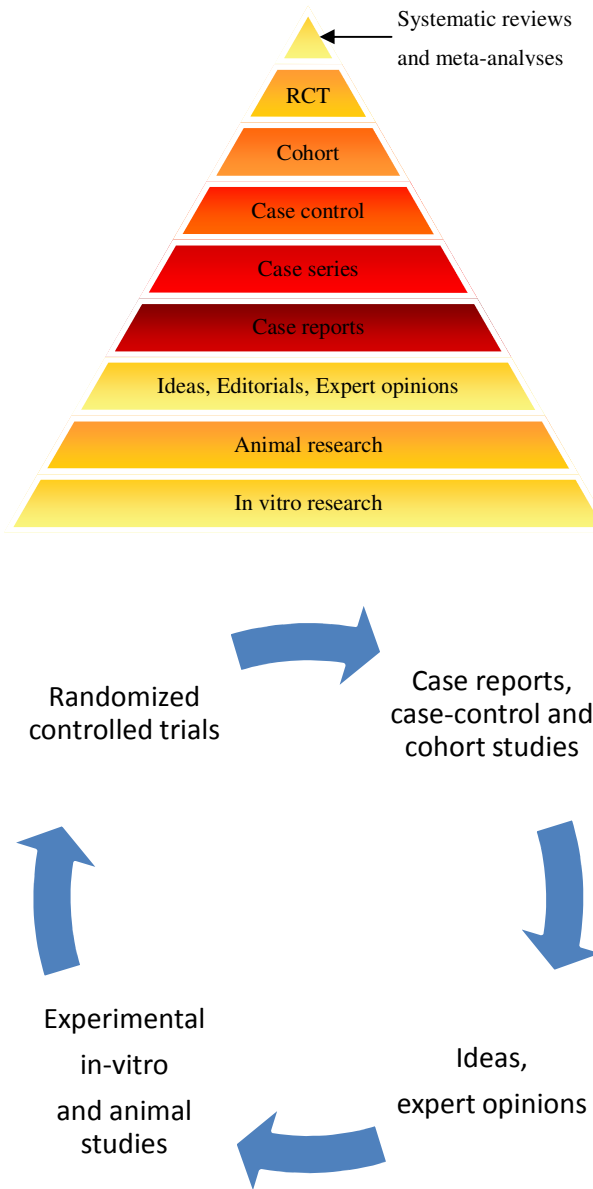 Systematic reviews
and meta-analyses
RCT
Cohort
Case control
Case series
Case reports
Ideas, Editorials, Expert opinions
Animal research
In vitro research
Randomized
controlled trials
Case reports,
case-control and
cohort studies
Experimental
in-vitro
and animal
studies
Ideas,
expert opinions